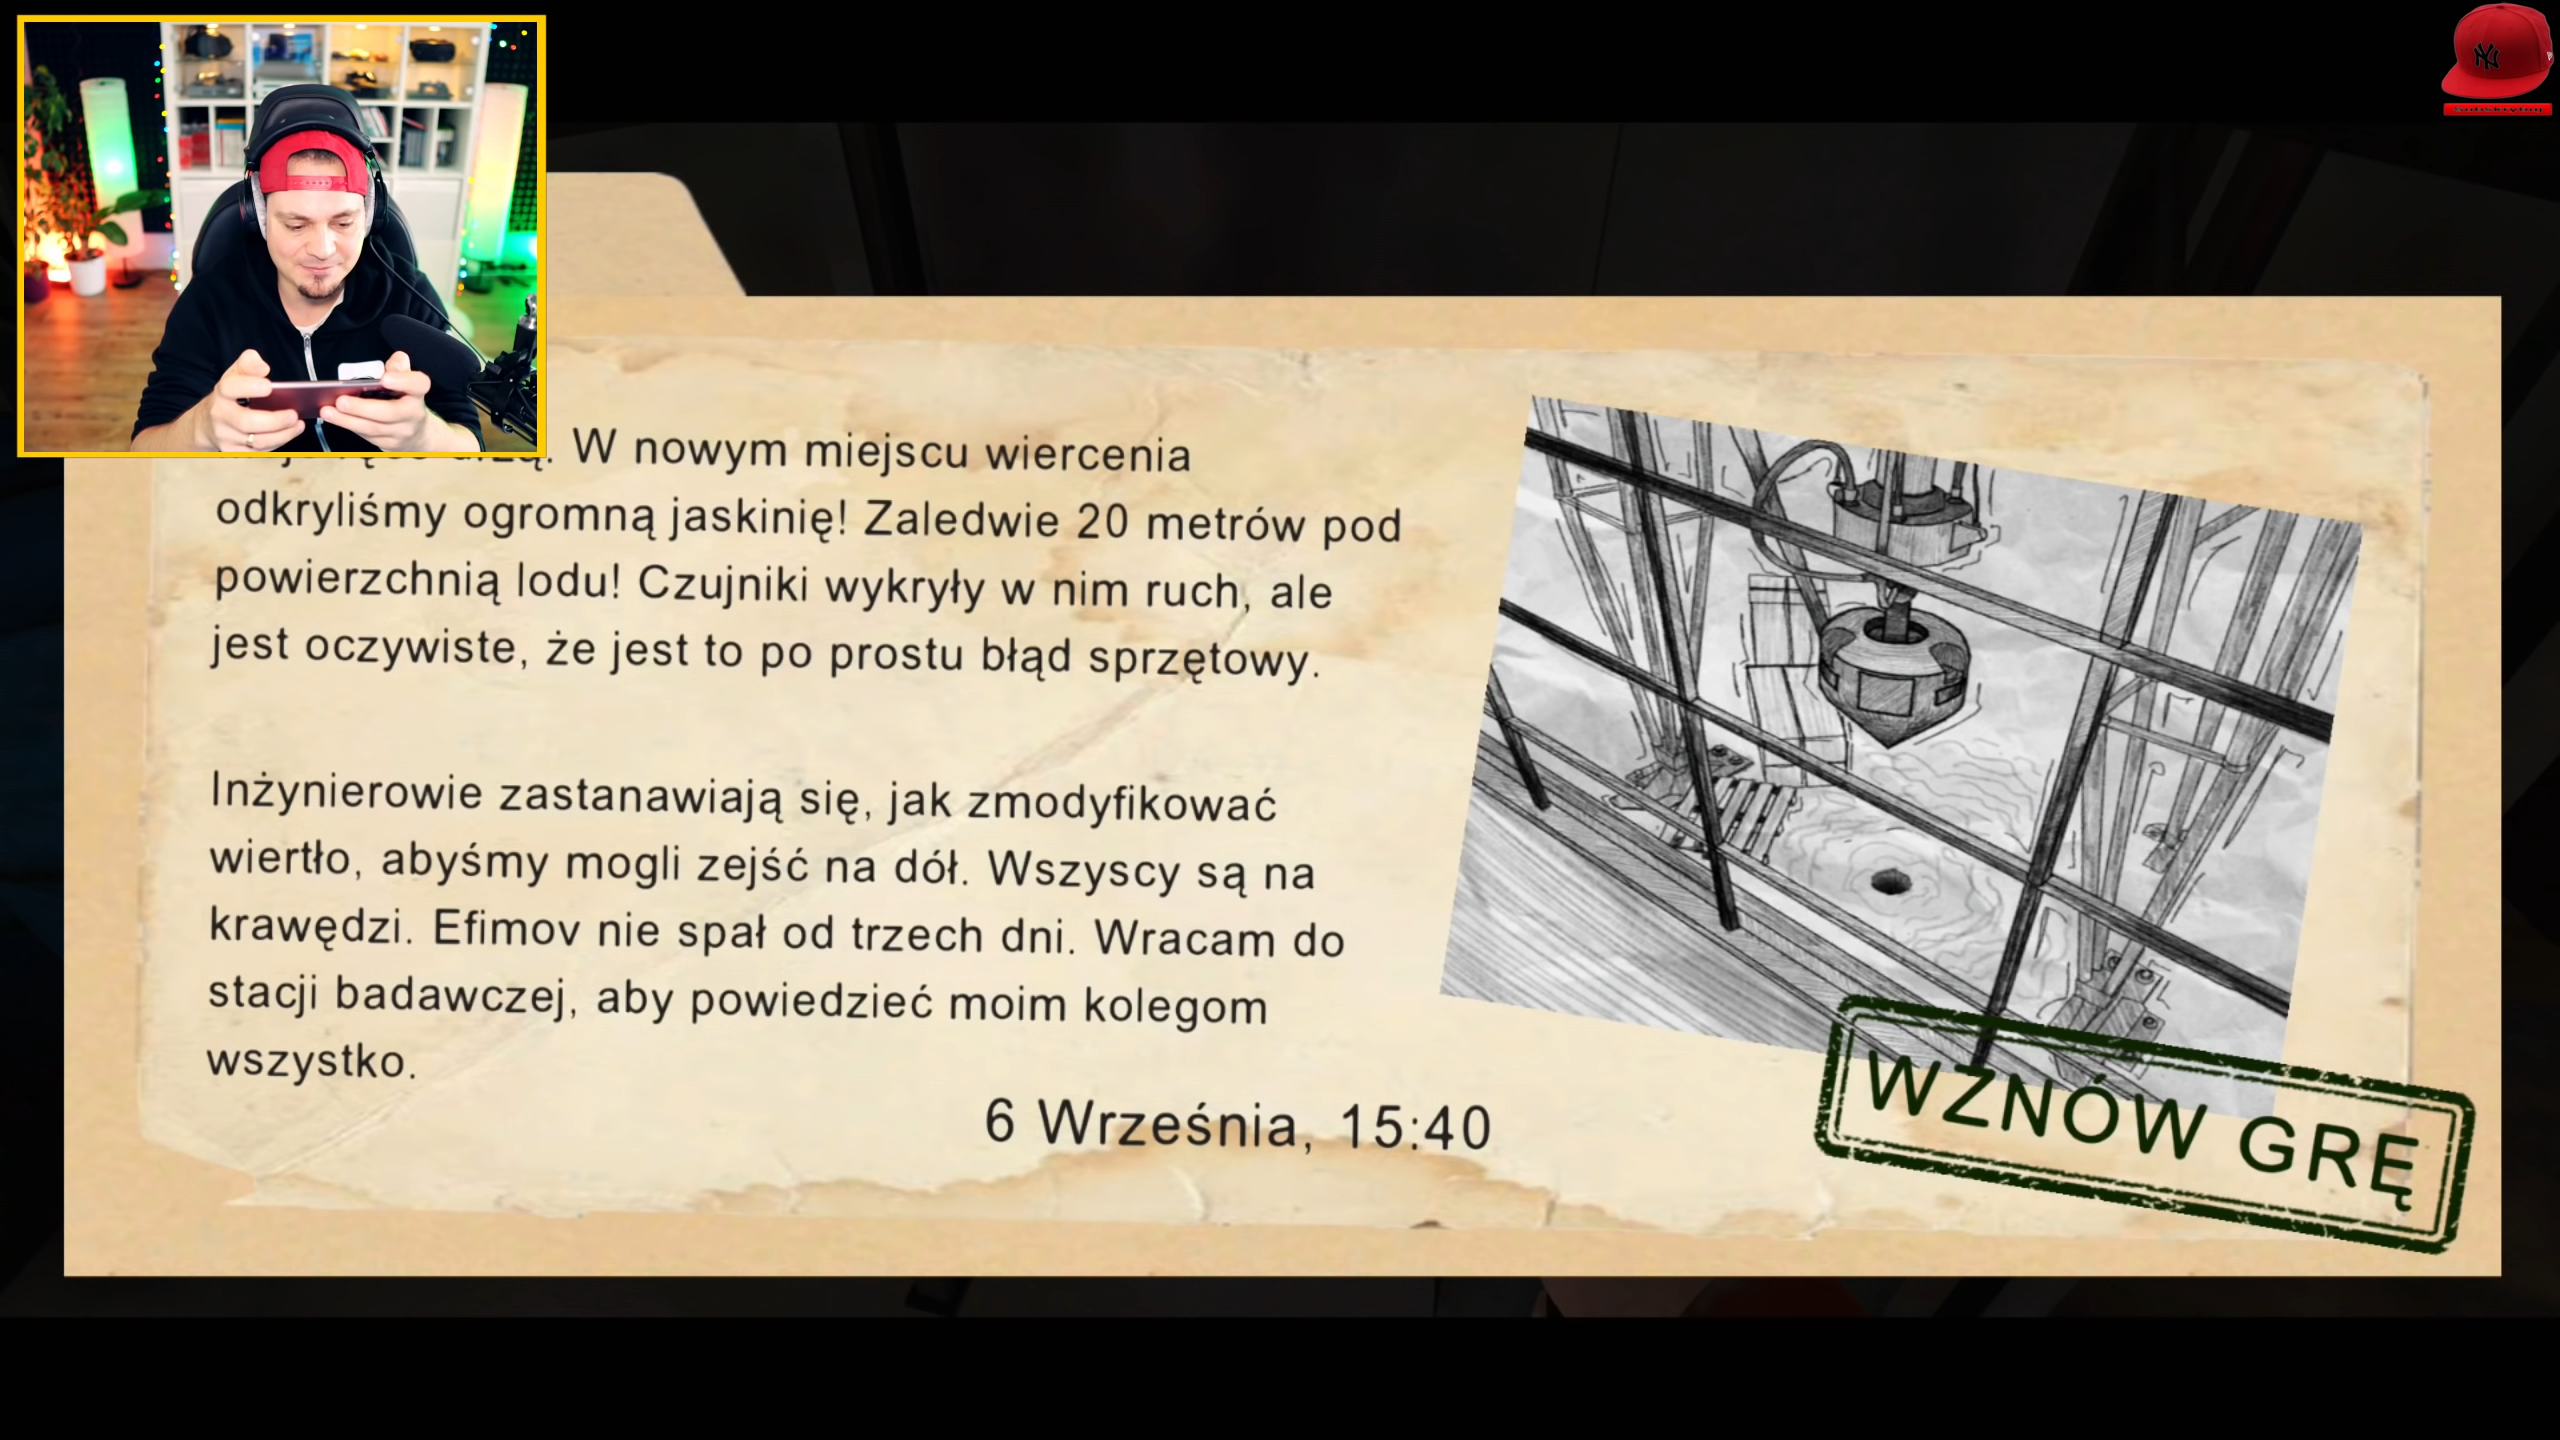 W nowym miejscu wiercenia
odkryliśmy ogromną jaskinię! Zaledwie 20 metrów pod
powierzchnią lodu! Czujniki wykryły w nim ruch, ale
jest oczywiste, że jest to po prostu błąd sprzętowy.
Inżynierowie zastanawiają się, jak zmodyfikować
wiertło, abyśmy mogli zejść na dół. Wszyscy są na
krawędzi. Efimov nie spał od trzech dni. Wracam do
stacji badawczej, aby powiedzieć moim kolegom
wszystko.
6 Września, 15:40
WZNÓW GRĘ
NY